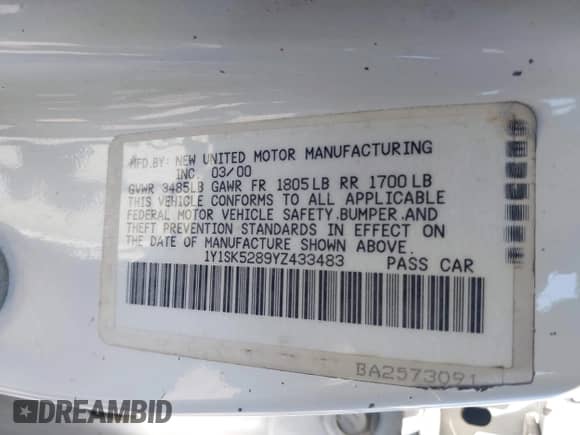 MFD.BY: NEW UNITED MOTOR MANUFACTURING
INC. 03/00
GVWR 3485LB GAWR FR 1805LB RR 1700LB
THIS VEHICLE CONFORMS TO ALL APPLICABLE
FEDERAL MOTOR VEHICLE SAFETY.BUMPER.AND
THEFT PREVENTION STANDARDS IN EFFECT ON
THE DATE OF MANUFACTURE SHOWN ABOVE.
1Y1SK5289YZ433483 PASS CAR
BA2573091
DREAMBID